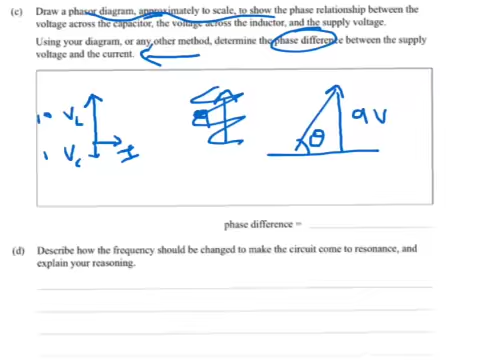 (c) Draw a phasor diagram, approximately to scale, to show the phase relationship between the
voltage across the capacitor, the voltage across the inductor, and the supply voltage.
Using your diagram, or any other method, determine the phase difference between the supply
voltage and the current.
10 VL
1 Vc I
θ 9V
phase difference =
(d) Describe how the frequency should be changed to make the circuit come to resonance, and
explain your reasoning.